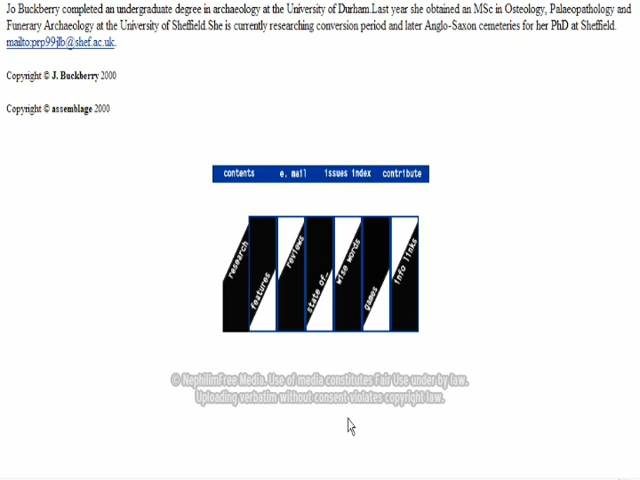 Jo Buckberry completed an undergraduate degree in archaeology at the University of Durham.Last year she obtained an MSc in Osteology, Palaeopathology and
Funerary Archaeology at the University of Sheffield.She is currently researching conversion period and later Anglo-Saxon cemeteries for her PhD at Sheffield.
mailto:prp99jlb@shef.ac.uk.
Copyright © J. Buckberry 2000
Copyright © assemblage 2000
contents e. mail issues index contribute
research features reviews state of... wise words games info links
© NephilimFree Media. Use of media constitutes Fair Use under by law.
Uploading verbatim without consent violates copyright law.